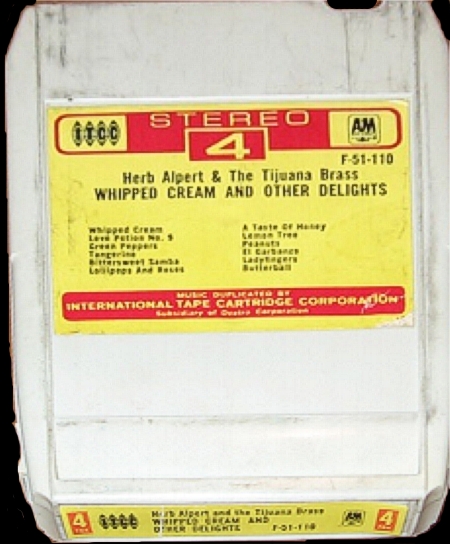 ITCC
STEREO
4
A&M
F-51-110
Herb Alpert & The Tijuana Brass
WHIPPED CREAM AND OTHER DELIGHTS
Whipped Cream
Love Potion No. 9
Green Peppers
Tangerine
Bittersweet Samba
Lollipops And Roses
A Taste Of Honey
Lemon Tree
Peanuts
El Garbanzo
Ladyfingers
Butterball
MUSIC DUPLICATED BY
INTERNATIONAL TAPE CARTRIDGE CORPORATION
Subsidiary of Corporation
4
ITCC
Herb Alpert and the Tijuana Brass
WHIPPED CREAM AND
OTHER DELIGHTS F-51-110
A&M
4